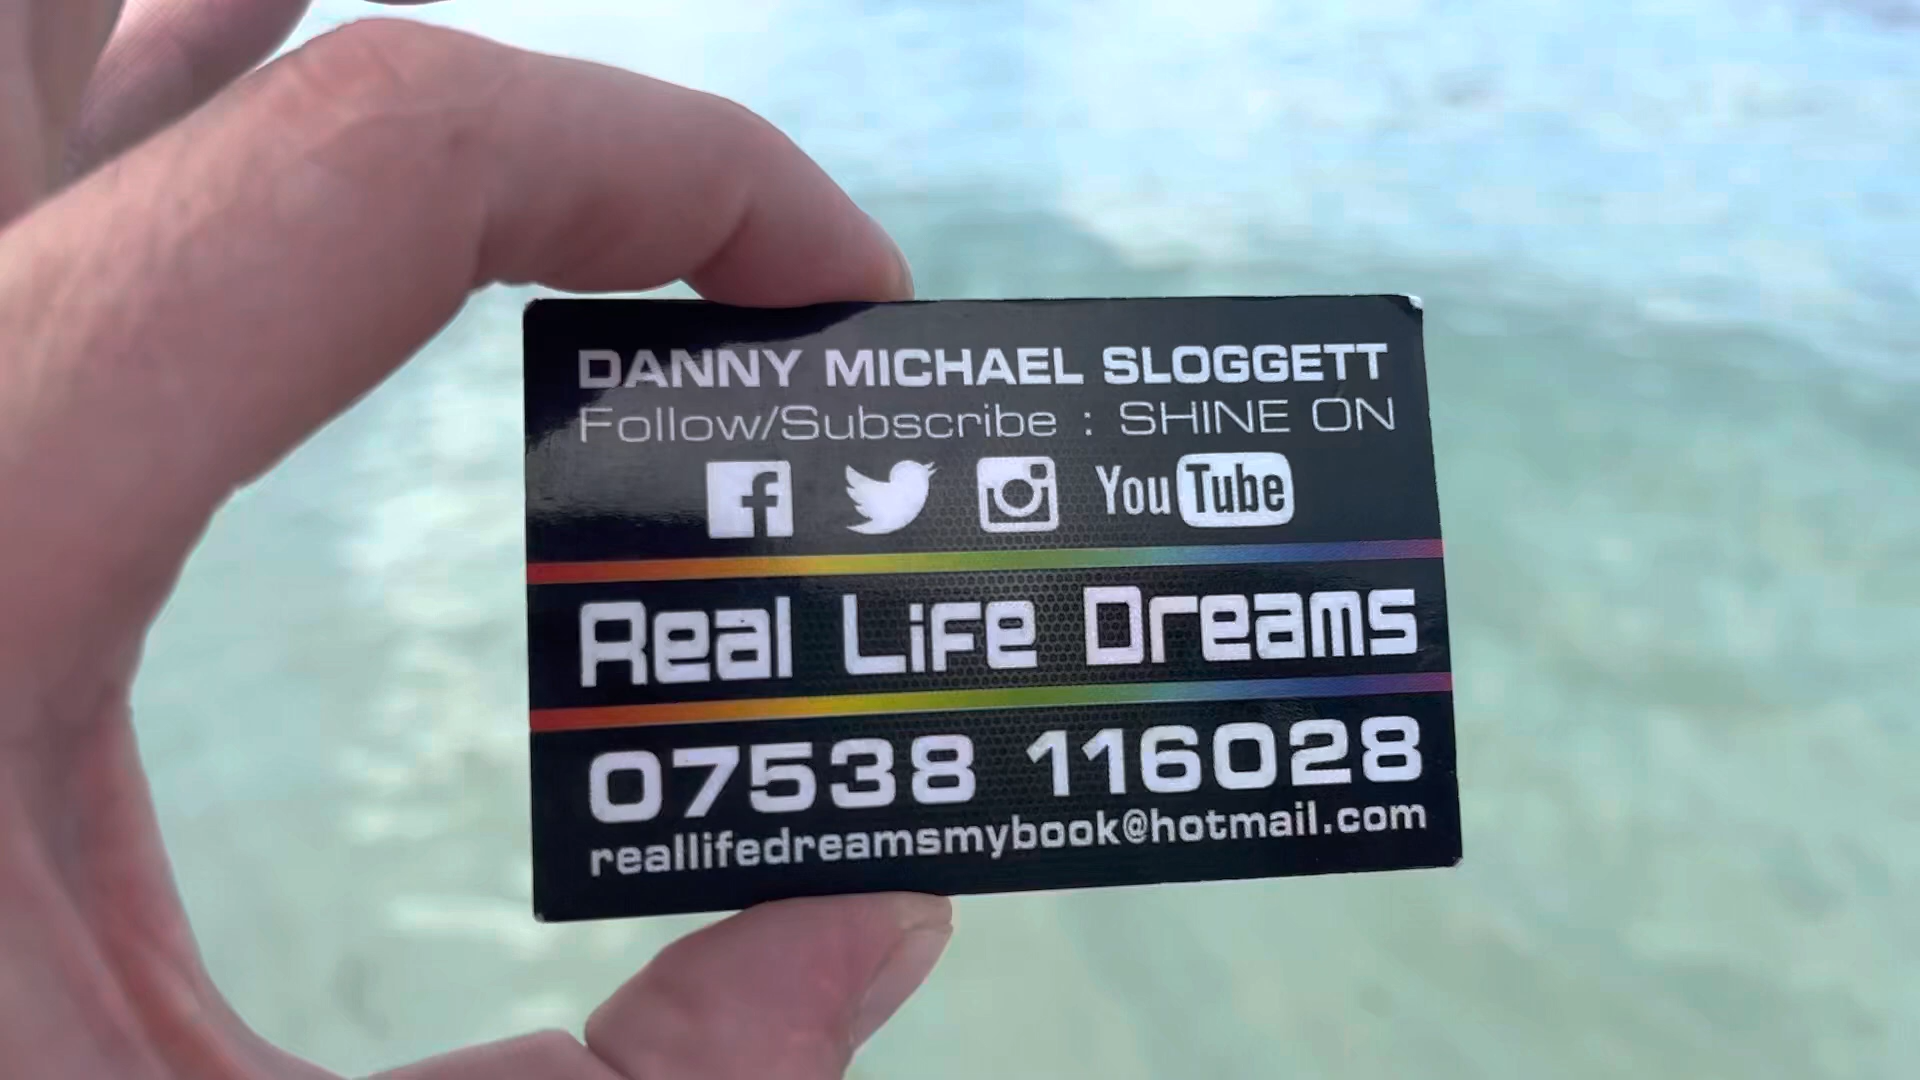 DANNY MICHAEL SLOGGETT
Follow/Subscribe : SHINE ON
f YouTube
Real Life Dreams
07538 116028
reallifedreamsmybook@hotmail.com